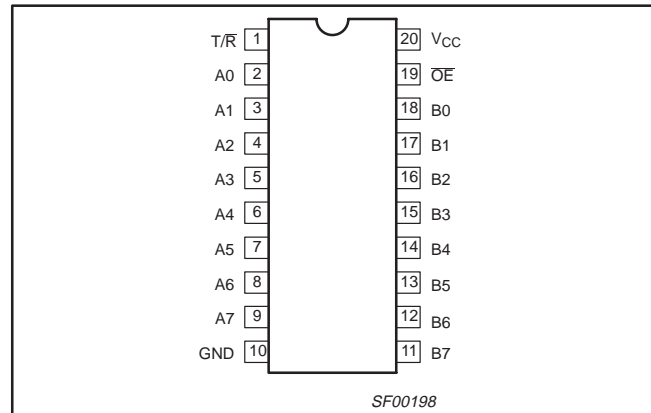 T/R̅ 1 20 VCC
A0 2 19 O̅E̅
A1 3 18 B0
A2 4 17 B1
A3 5 16 B2
A4 6 15 B3
A5 7 14 B4
A6 8 13 B5
A7 9 12 B6
GND 10 11 B7
SF00198